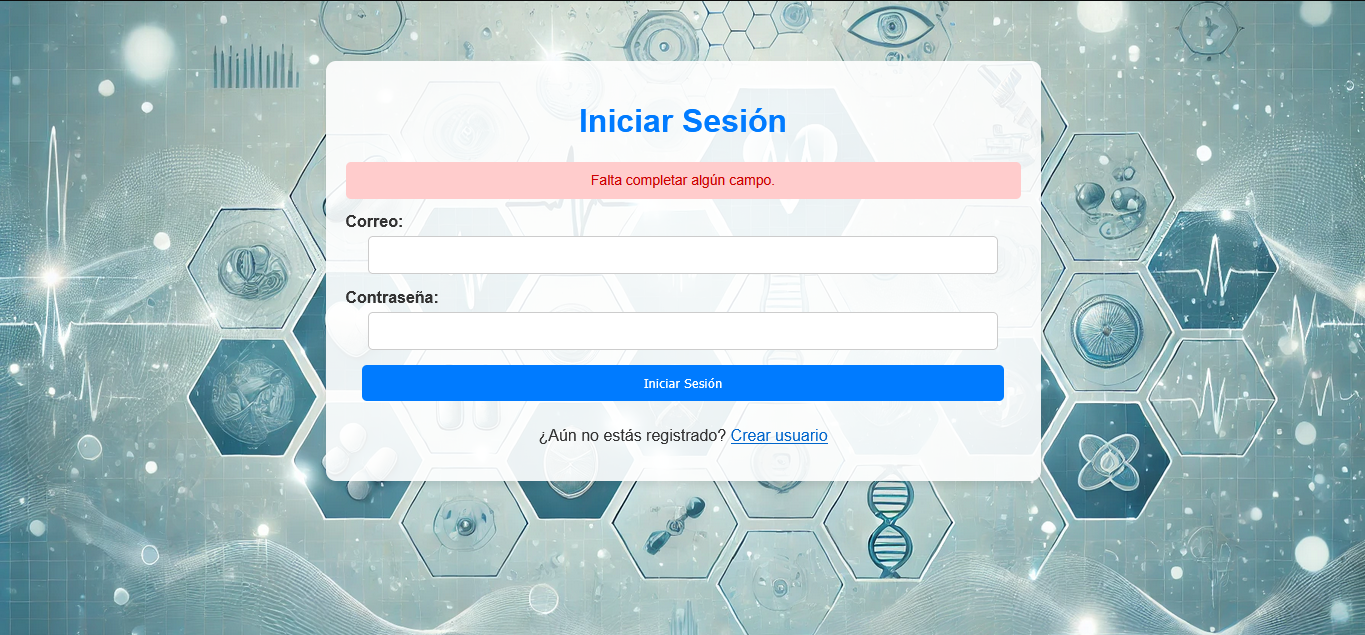 Iniciar Sesión
Falta completar algún campo.
Correo:
Contraseña:
Iniciar Sesión
¿Aún no estás registrado? Crear usuario